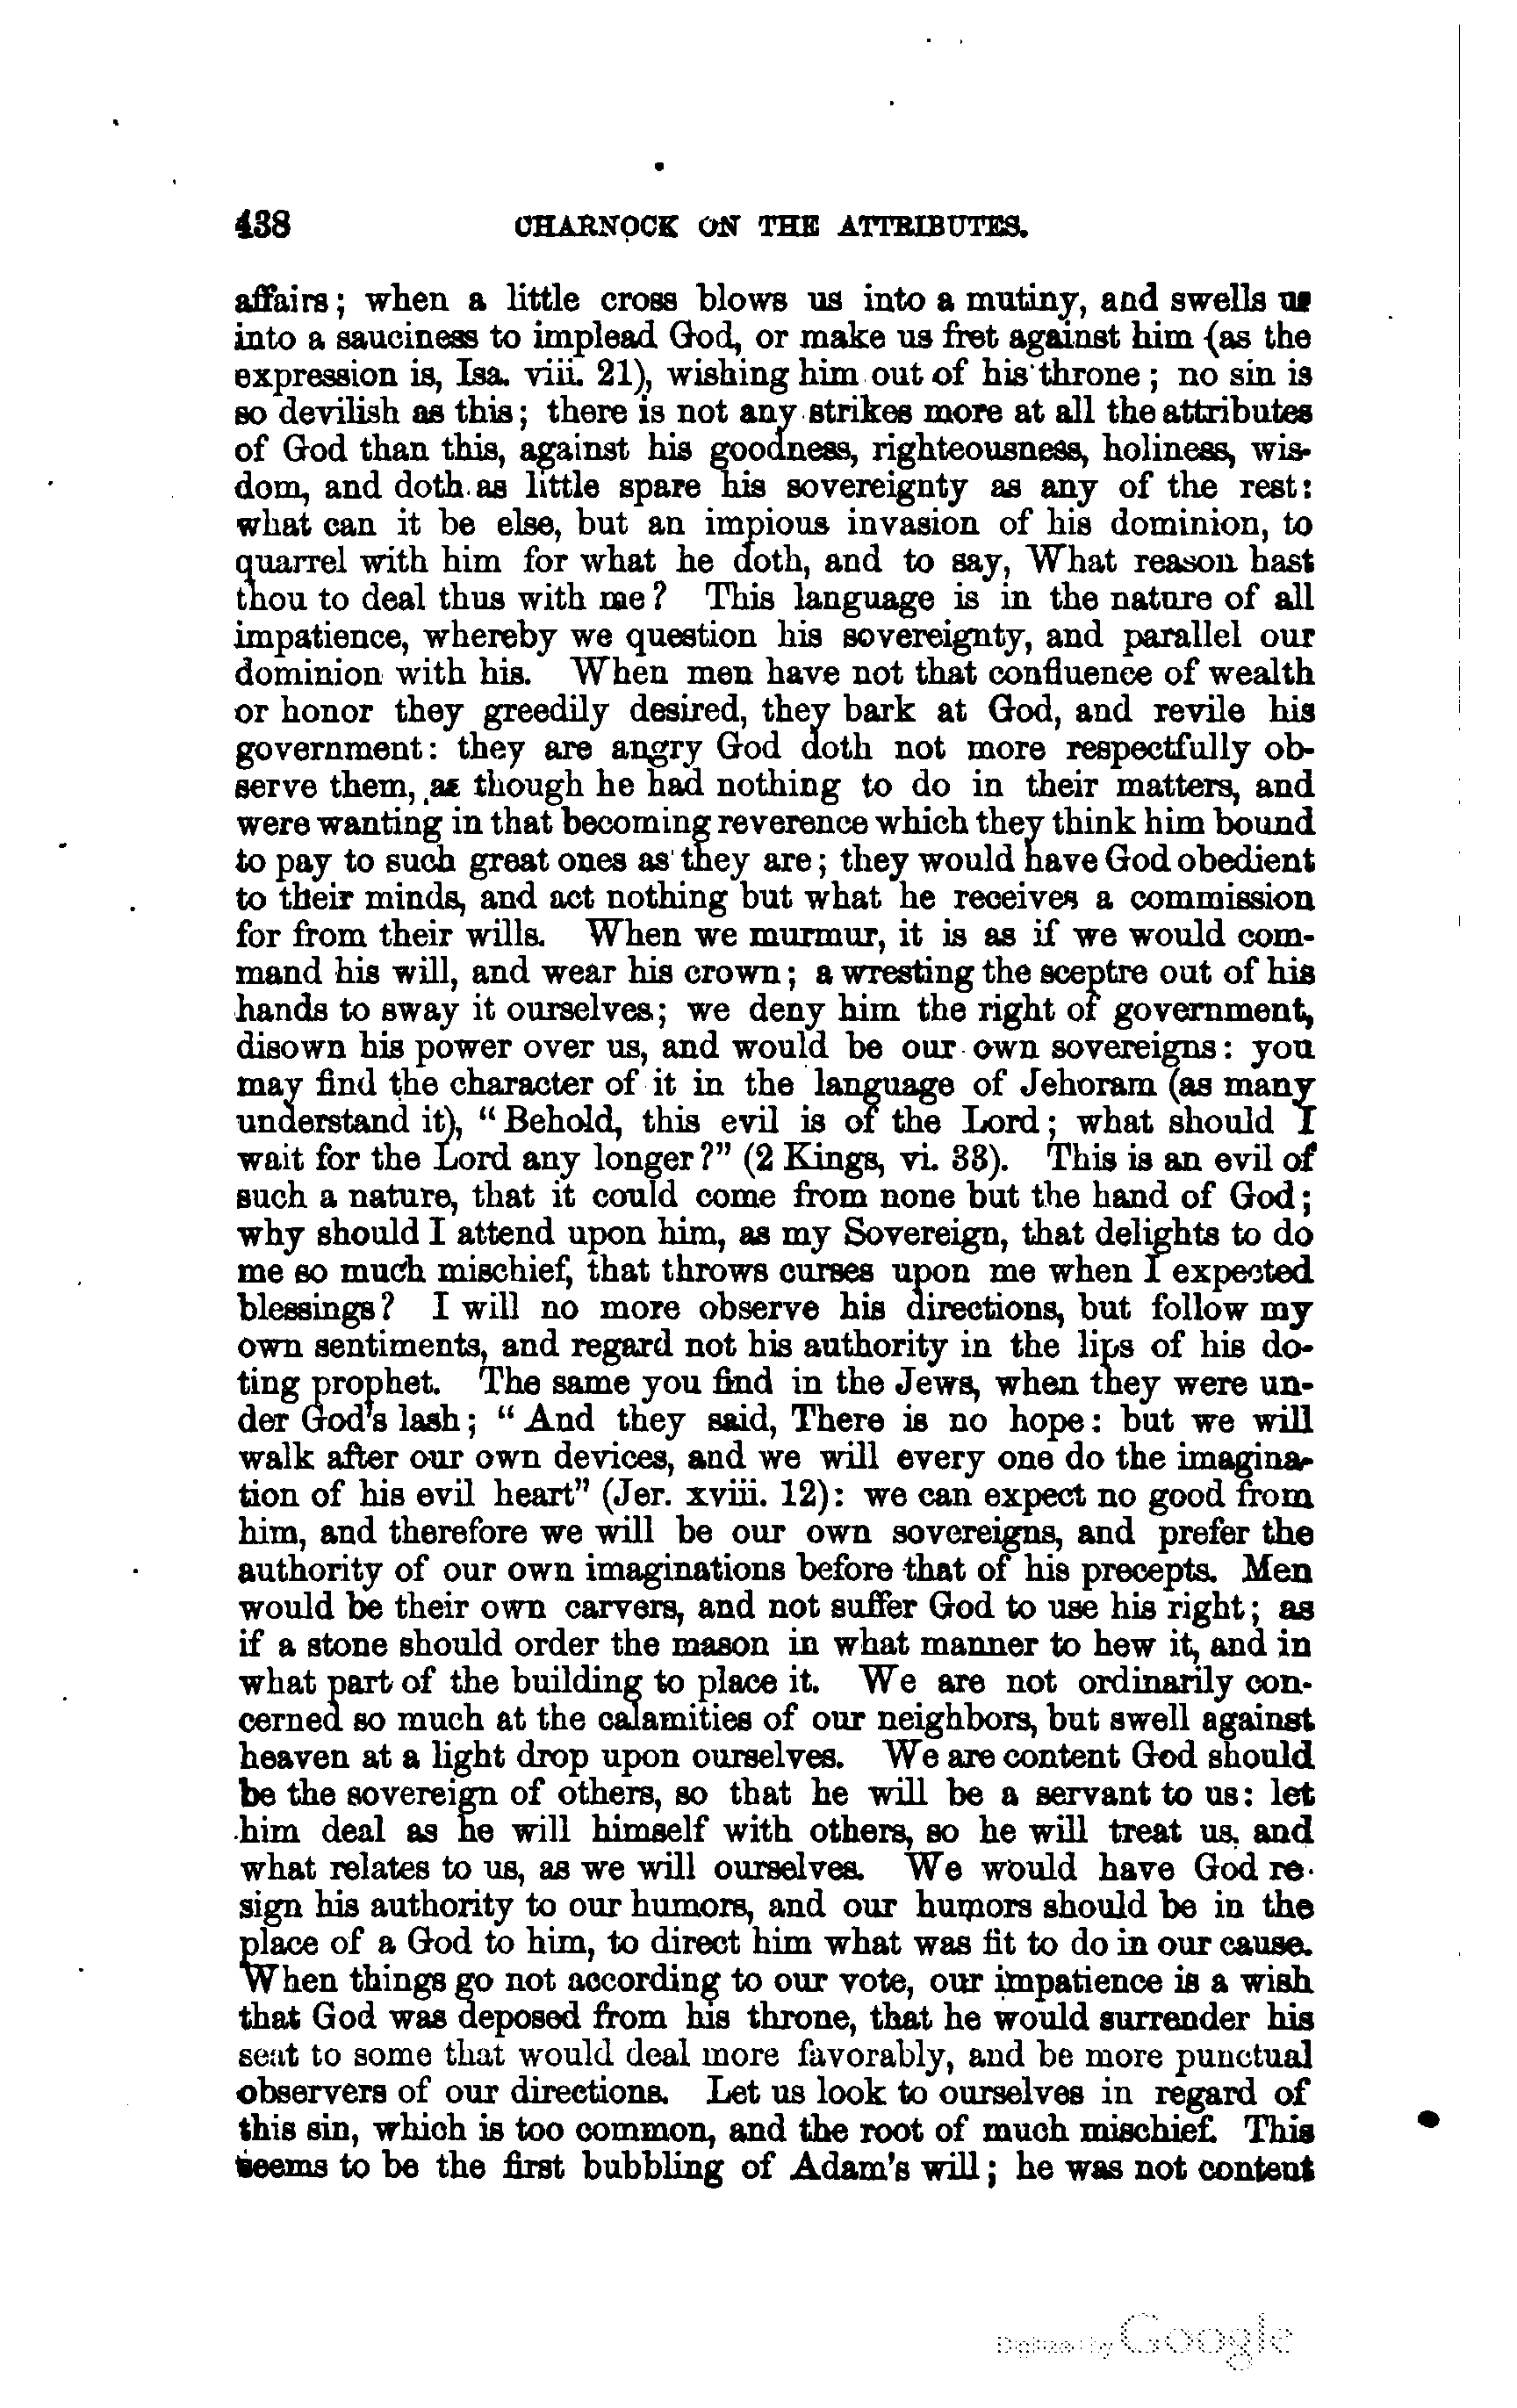 438 CHARNOCK ON THE ATTRIBUTES.
affairs; when a little cross blows us into a mutiny, and swells us
into a sauciness to implead God, or make us fret against him (as the
expression is, Isa. viii. 21), wishing him out of his throne; no sin is
so devilish as this; there is not any strikes more at all the attributes
of God than this, against his goodness, righteousness, holiness, wis-
dom, and doth as little spare his sovereignty as any of the rest:
what can it be else, but an impious invasion of his dominion, to
quarrel with him for what he doth, and to say, What reason hast
thou to deal thus with me? This language is in the nature of all
impatience, whereby we question his sovereignty, and parallel our
dominion with his. When men have not that confluence of wealth
or honor they greedily desired, they bark at God, and revile his
government: they are angry God doth not more respectfully ob-
serve them, as though he had nothing to do in their matters, and
were wanting in that becoming reverence which they think him bound
to pay to such great ones as they are; they would have God obedient
to their minds, and act nothing but what he receives a commission
for from their wills. When we murmur, it is as if we would com-
mand his will, and wear his crown; a wresting the sceptre out of his
hands to sway it ourselves; we deny him the right of government,
disown his power over us, and would be our own sovereigns: you
may find the character of it in the language of Jehoram (as many
understand it), "Behold, this evil is of the Lord; what should I
wait for the Lord any longer?" (2 Kings, vi. 33). This is an evil of
such a nature, that it could come from none but the hand of God;
why should I attend upon him, as my Sovereign, that delights to do
me so much mischief, that throws curses upon me when I expected
blessings? I will no more observe his directions, but follow my
own sentiments, and regard not his authority in the lips of his do-
ting prophet. The same you find in the Jews, when they were un-
der God's lash; "And they said, There is no hope: but we will
walk after our own devices, and we will every one do the imagina-
tion of his evil heart" (Jer. xviii. 12): we can expect no good from
him, and therefore we will be our own sovereigns, and prefer the
authority of our own imaginations before that of his precepts. Men
would be their own carvers, and not suffer God to use his right; as
if a stone should order the mason in what manner to hew it, and in
what part of the building to place it. We are not ordinarily con-
cerned so much at the calamities of our neighbors, but swell against
heaven at a light drop upon ourselves. We are content God should
be the sovereign of others, so that he will be a servant to us: let
him deal as he will himself with others, so he will treat us, and
what relates to us, as we will ourselves. We would have God re-
sign his authority to our humors, and our humors should be in the
place of a God to him, to direct him what was fit to do in our cause.
When things go not according to our vote, our impatience is a wish
that God was deposed from his throne, that he would surrender his
seat to some that would deal more favorably, and be more punctual
observers of our directions. Let us look to ourselves in regard of
this sin, which is too common, and the root of much mischief. This
seems to be the first bubbling of Adam's will; he was not content
Digitized by Google